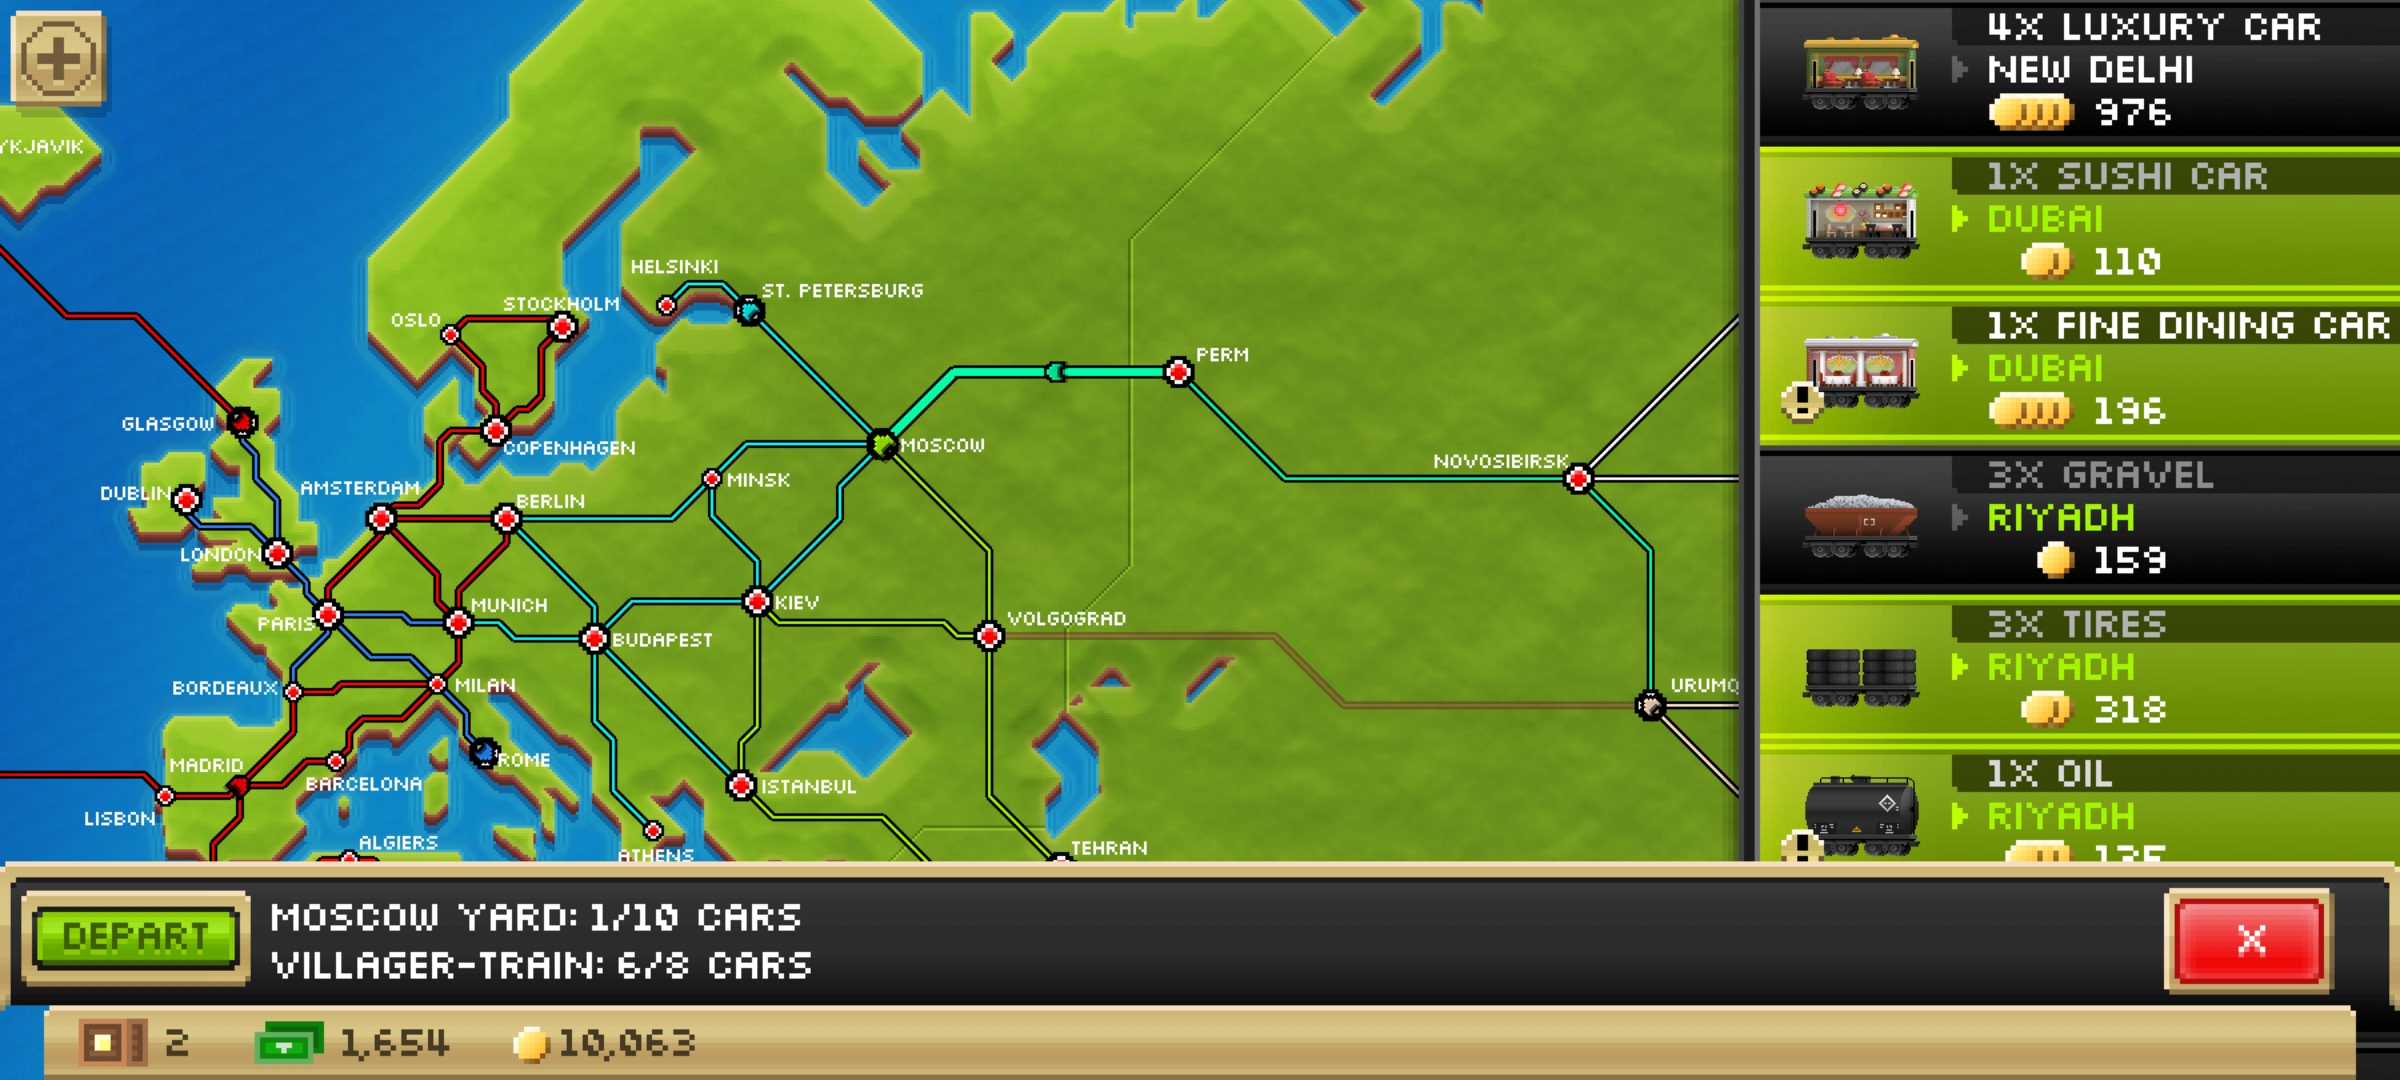 YKJAVIK
HELSINKI
ST. PETERSBURG
STOCKHOLM
OSLO
PERM
GLASGOW
COPENHAGEN
MOSCOW
NOVOSIBIRSK
MINSK
DUBLIN
AMSTERDAM
BERLIN
LONDON
MUNICH
KIEV
PARIS
VOLGOGRAD
BUDAPEST
BORDEAUX
MILAN
URUMQ
ROME
MADRID
BARCELONA
ISTANBUL
LISBON
ALGIERS
ATHENS
TEHRAN
4X LUXURY CAR
NEW DELHI
976
1X SUSHI CAR
DUBAI
110
1X FINE DINING CAR
DUBAI
196
3X GRAVEL
RIYADH
159
3X TIRES
RIYADH
318
1X OIL
RIYADH
DEPART
MOSCOW YARD: 1/10 CARS
VILLAGER-TRAIN: 6/8 CARS
X
2
1,654
10,063